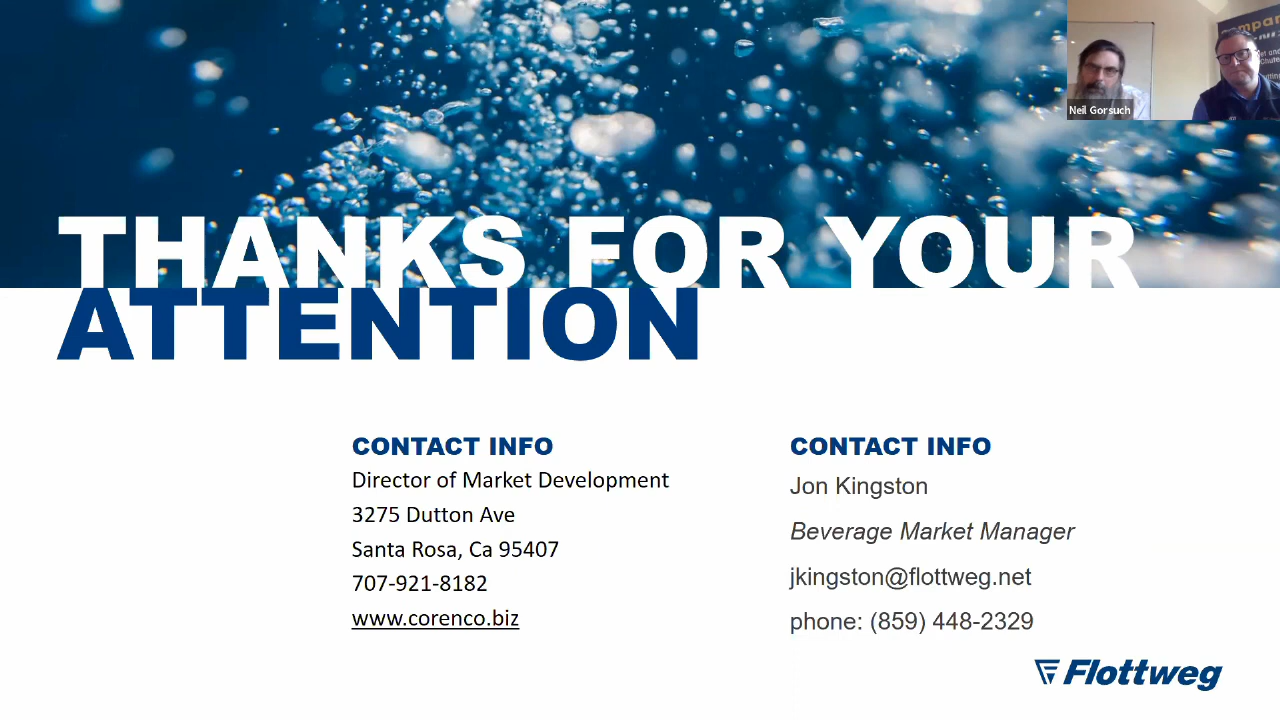 THANKS FOR YOUR
ATTENTION
Neil Gorsuch
CONTACT INFO
Director of Market Development
3275 Dutton Ave
Santa Rosa, Ca 95407
707-921-8182
www.corenco.biz
CONTACT INFO
Jon Kingston
Beverage Market Manager
jkingston@flottweg.net
phone: (859) 448-2329
Flottweg